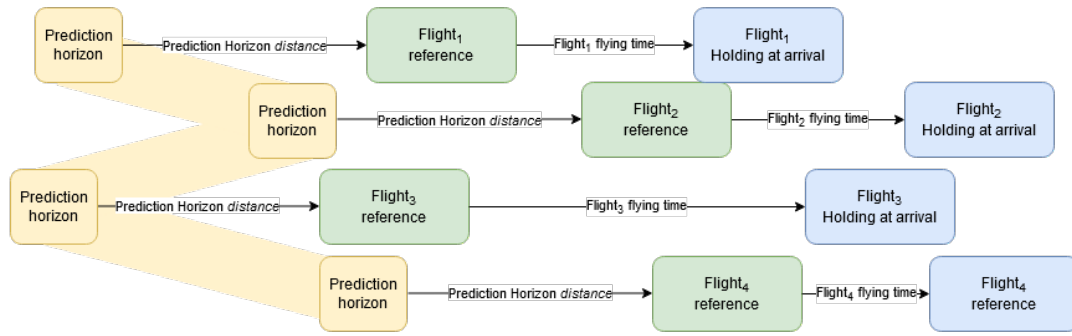 Prediction
horizon
Prediction Horizon distance
Flight₁
reference
Flight₁ flying time
Flight₁
Holding at arrival
Prediction
horizon
Prediction Horizon distance
Flight₂
reference
Flight₂ flying time
Flight₂
Holding at arrival
Prediction
horizon
Prediction Horizon distance
Flight₃
reference
Flight₃ flying time
Flight₃
Holding at arrival
Prediction
horizon
Prediction Horizon distance
Flight₄
reference
Flight₄ flying time
Flight₄
reference